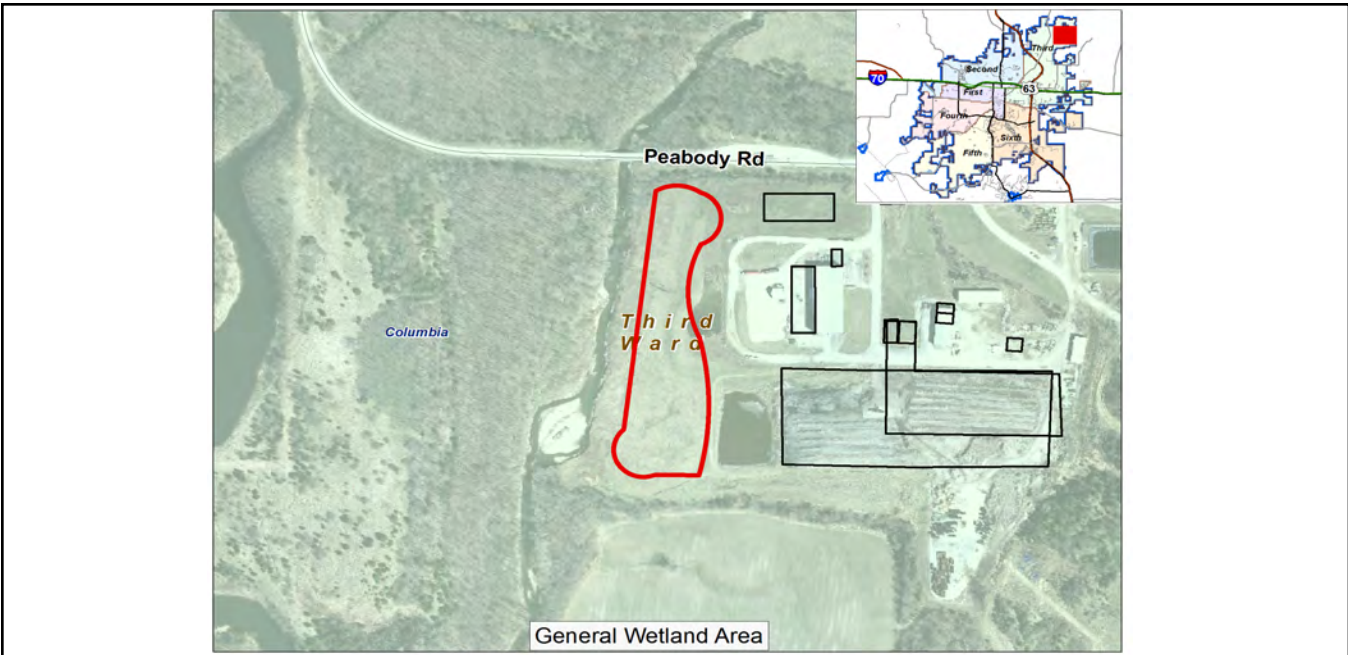 Peabody Rd
Third
Ward
Columbia
General Wetland Area
Third
Second
70
63
First
Fourth
Sixth
Fifth